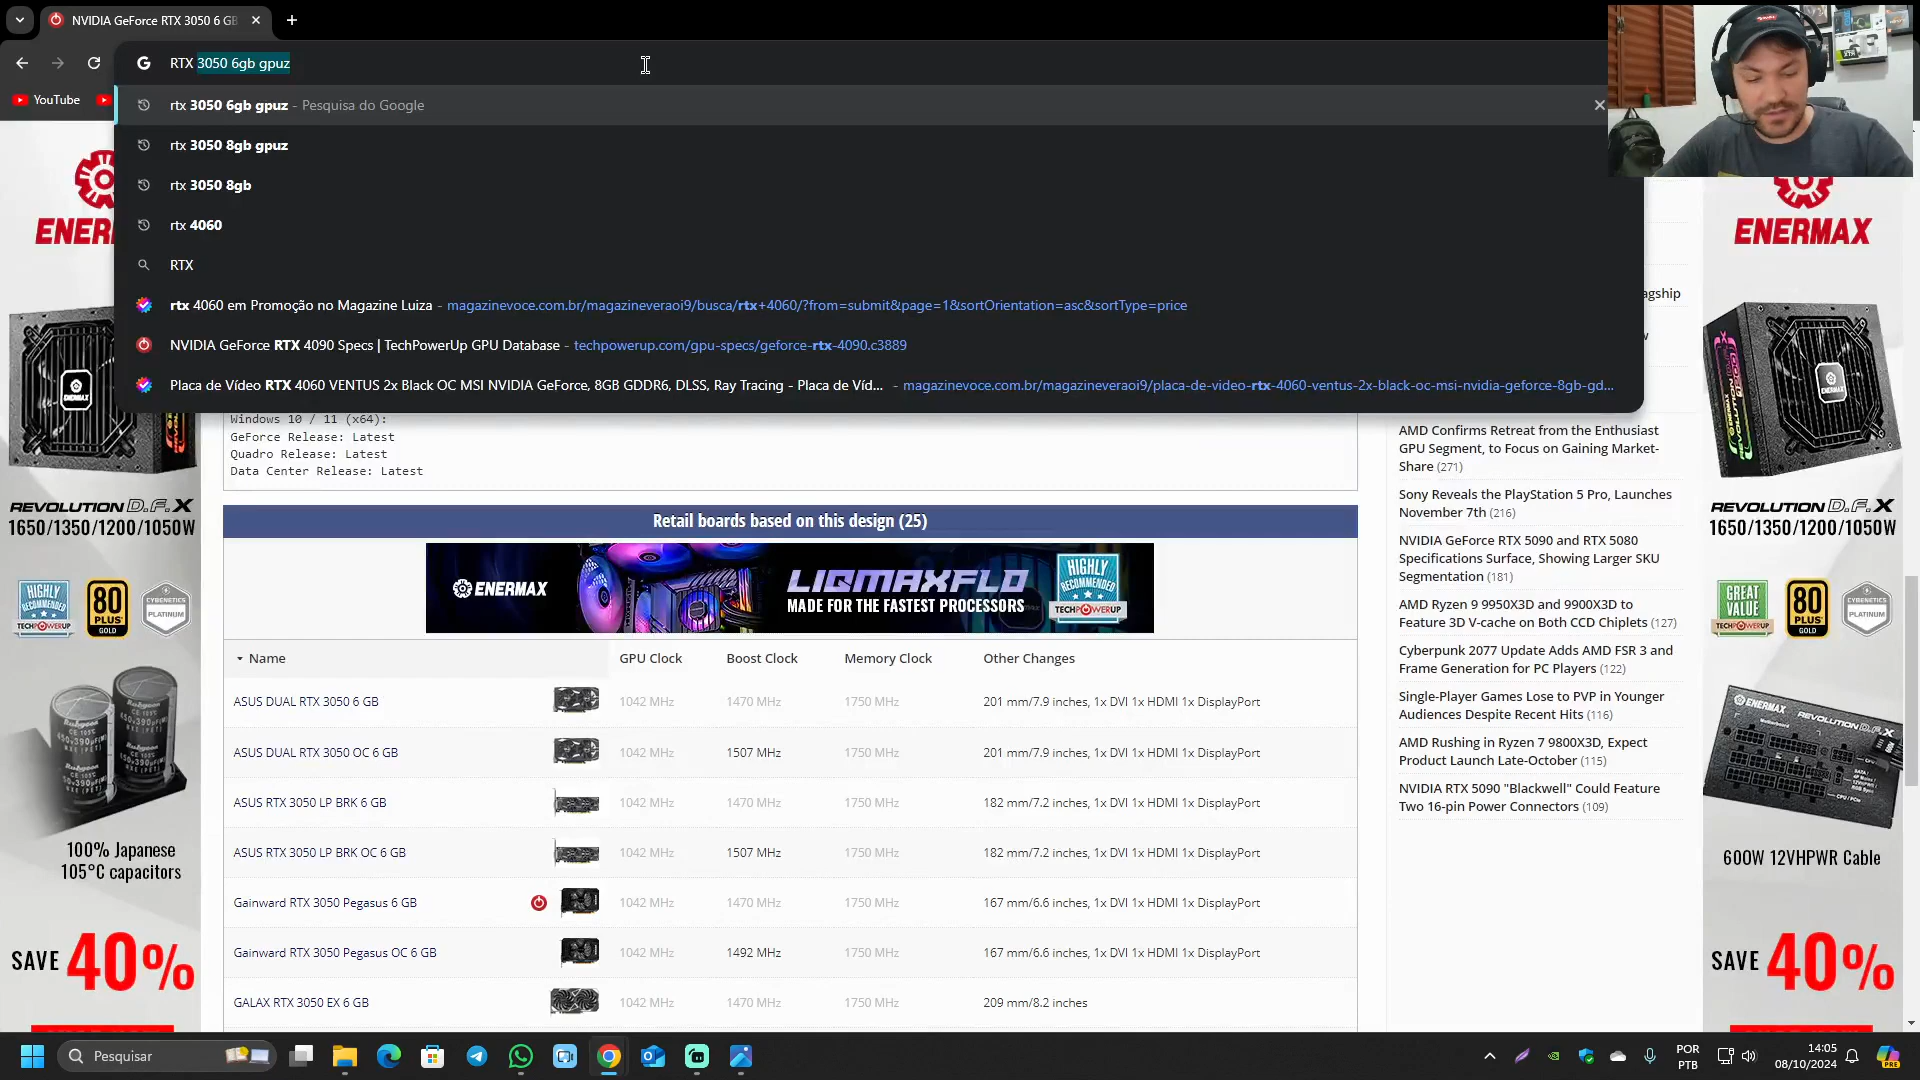 NVIDIA GeForce RTX 3050 6 GB
RTX 3050 6gb gpuz
YouTube
rtx 3050 6gb gpuz - Pesquisa do Google
rtx 3050 8gb gpuz
rtx 3050 8gb
rtx 4060
RTX
rtx 4060 em Promoção no Magazine Luiza - magazinevoce.com.br/magazineveraoi9/busca/rtx+4060/?from=submit&page=1&sortOrientation=asc&sortType=price
NVIDIA GeForce RTX 4090 Specs | TechPowerUp GPU Database - techpowerup.com/gpu-specs/geforce-rtx-4090.c3889
Placa de Vídeo RTX 4060 VENTUS 2x Black OC MSI NVIDIA GeForce, 8GB GDDR6, DLSS, Ray Tracing - Placa de Víd... - magazinevoce.com.br/magazineveraoi9/placa-de-video-rtx-4060-ventus-2x-black-oc-msi-nvidia-geforce-8gb-gd...
Windows 10 / 11 (x64):
GeForce Release: Latest
Quadro Release: Latest
Data Center Release: Latest
Retail boards based on this design (25)
ENERMAX
LIQMAXFLO
MADE FOR THE FASTEST PROCESSORS
HIGHLY RECOMMENDED
TECHPOWERUP
Name GPU Clock Boost Clock Memory Clock Other Changes
ASUS DUAL RTX 3050 6 GB 1042 MHz 1470 MHz 1750 MHz 201 mm/7.9 inches, 1x DVI 1x HDMI 1x DisplayPort
ASUS DUAL RTX 3050 OC 6 GB 1042 MHz 1507 MHz 1750 MHz 201 mm/7.9 inches, 1x DVI 1x HDMI 1x DisplayPort
ASUS RTX 3050 LP BRK 6 GB 1042 MHz 1470 MHz 1750 MHz 182 mm/7.2 inches, 1x DVI 1x HDMI 1x DisplayPort
ASUS RTX 3050 LP BRK OC 6 GB 1042 MHz 1507 MHz 1750 MHz 182 mm/7.2 inches, 1x DVI 1x HDMI 1x DisplayPort
Gainward RTX 3050 Pegasus 6 GB 1042 MHz 1470 MHz 1750 MHz 167 mm/6.6 inches, 1x DVI 1x HDMI 1x DisplayPort
Gainward RTX 3050 Pegasus OC 6 GB 1042 MHz 1492 MHz 1750 MHz 167 mm/6.6 inches, 1x DVI 1x HDMI 1x DisplayPort
GALAX RTX 3050 EX 6 GB 1042 MHz 1470 MHz 1750 MHz 209 mm/8.2 inches
agship
w
AMD Confirms Retreat from the Enthusiast
GPU Segment, to Focus on Gaining Market-
Share (271)
Sony Reveals the PlayStation 5 Pro, Launches
November 7th (216)
NVIDIA GeForce RTX 5090 and RTX 5080
Specifications Surface, Showing Larger SKU
Segmentation (181)
AMD Ryzen 9 9950X3D and 9900X3D to
Feature 3D V-cache on Both CCD Chiplets (127)
Cyberpunk 2077 Update Adds AMD FSR 3 and
Frame Generation for PC Players (122)
Single-Player Games Lose to PVP in Younger
Audiences Despite Recent Hits (116)
AMD Rushing in Ryzen 7 9800X3D, Expect
Product Launch Late-October (115)
NVIDIA RTX 5090 "Blackwell" Could Feature
Two 16-pin Power Connectors (109)
ENER
REVOLUTION D.F.X
1650/1350/1200/1050W
HIGHLY RECOMMENDED
TECHPOWERUP
80 PLUS GOLD
CYBENETICS PLATINUM
100% Japanese
105°C capacitors
SAVE 40%
ENERMAX
REVOLUTION D.F.X
1650/1350/1200/1050W
GREAT VALUE
TECHPOWERUP
80 PLUS GOLD
CYBENETICS PLATINUM
600W 12VHPWR Cable
SAVE 40%
Pesquisar
POR
PTB
14:05
08/10/2024